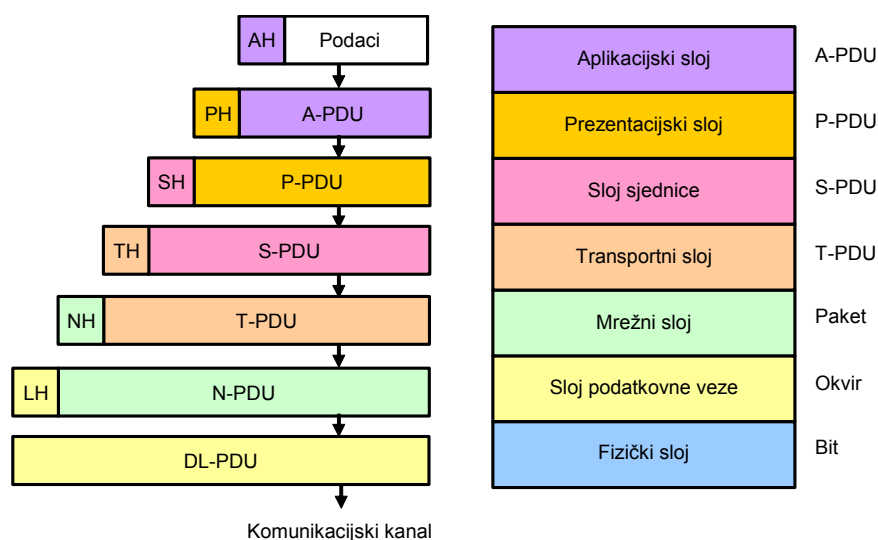 AH Podaci
PH A-PDU
SH P-PDU
TH S-PDU
NH T-PDU
LH N-PDU
DL-PDU
Komunikacijski kanal
Aplikacijski sloj A-PDU
Prezentacijski sloj P-PDU
Sloj sjednice S-PDU
Transportni sloj T-PDU
Mrežni sloj Paket
Sloj podatkovne veze Okvir
Fizički sloj Bit